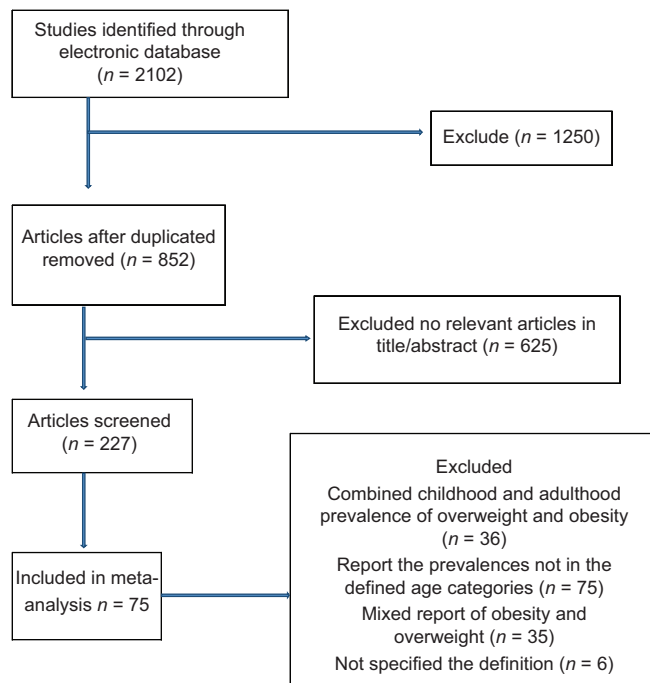 Studies identified through
electronic database
(n = 2102)
Exclude (n = 1250)
Articles after duplicated
removed (n = 852)
Excluded no relevant articles in
title/abstract (n = 625)
Articles screened
(n = 227)
Excluded
Combined childhood and adulthood
prevalence of overweight and obesity
(n = 36)
Report the prevalences not in the
defined age categories (n = 75)
Mixed report of obesity and
overweight (n = 35)
Not specified the definition (n = 6)
Included in meta-
analysis n = 75